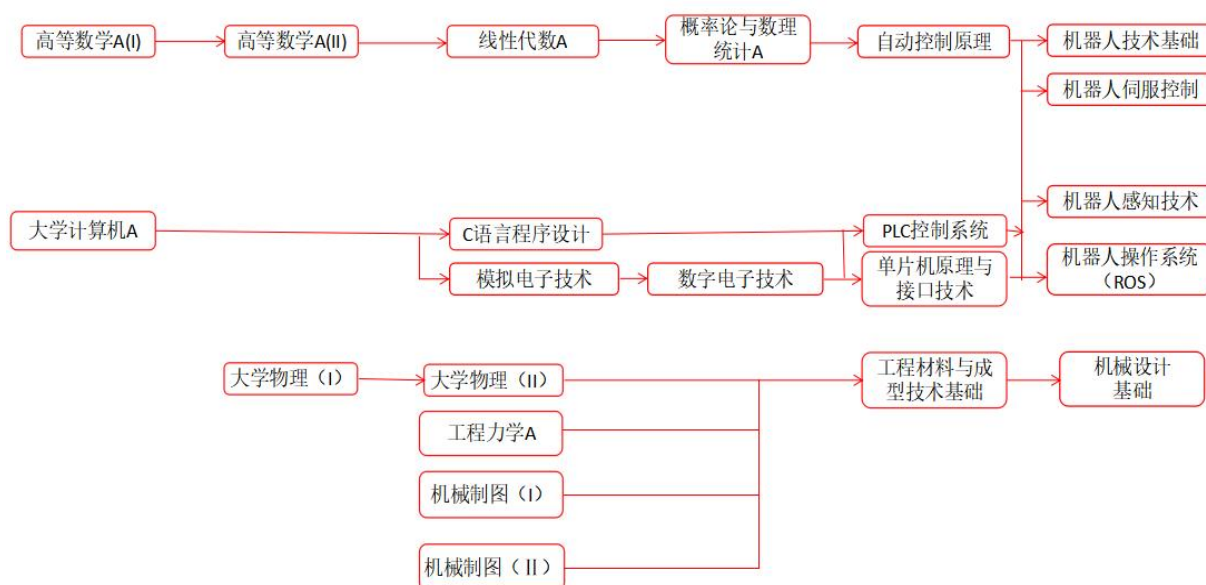 高等数学A(I)
高等数学A(II)
线性代数A
概率论与数理
统计A
自动控制原理
机器人技术基础
机器人伺服控制
机器人感知技术
大学计算机A
C语言程序设计
PLC控制系统
模拟电子技术
数字电子技术
单片机原理与
接口技术
机器人操作系统
（ROS）
大学物理（I）
大学物理（II）
工程材料与成
型技术基础
机械设计
基础
工程力学A
机械制图（I）
机械制图（Ⅱ）